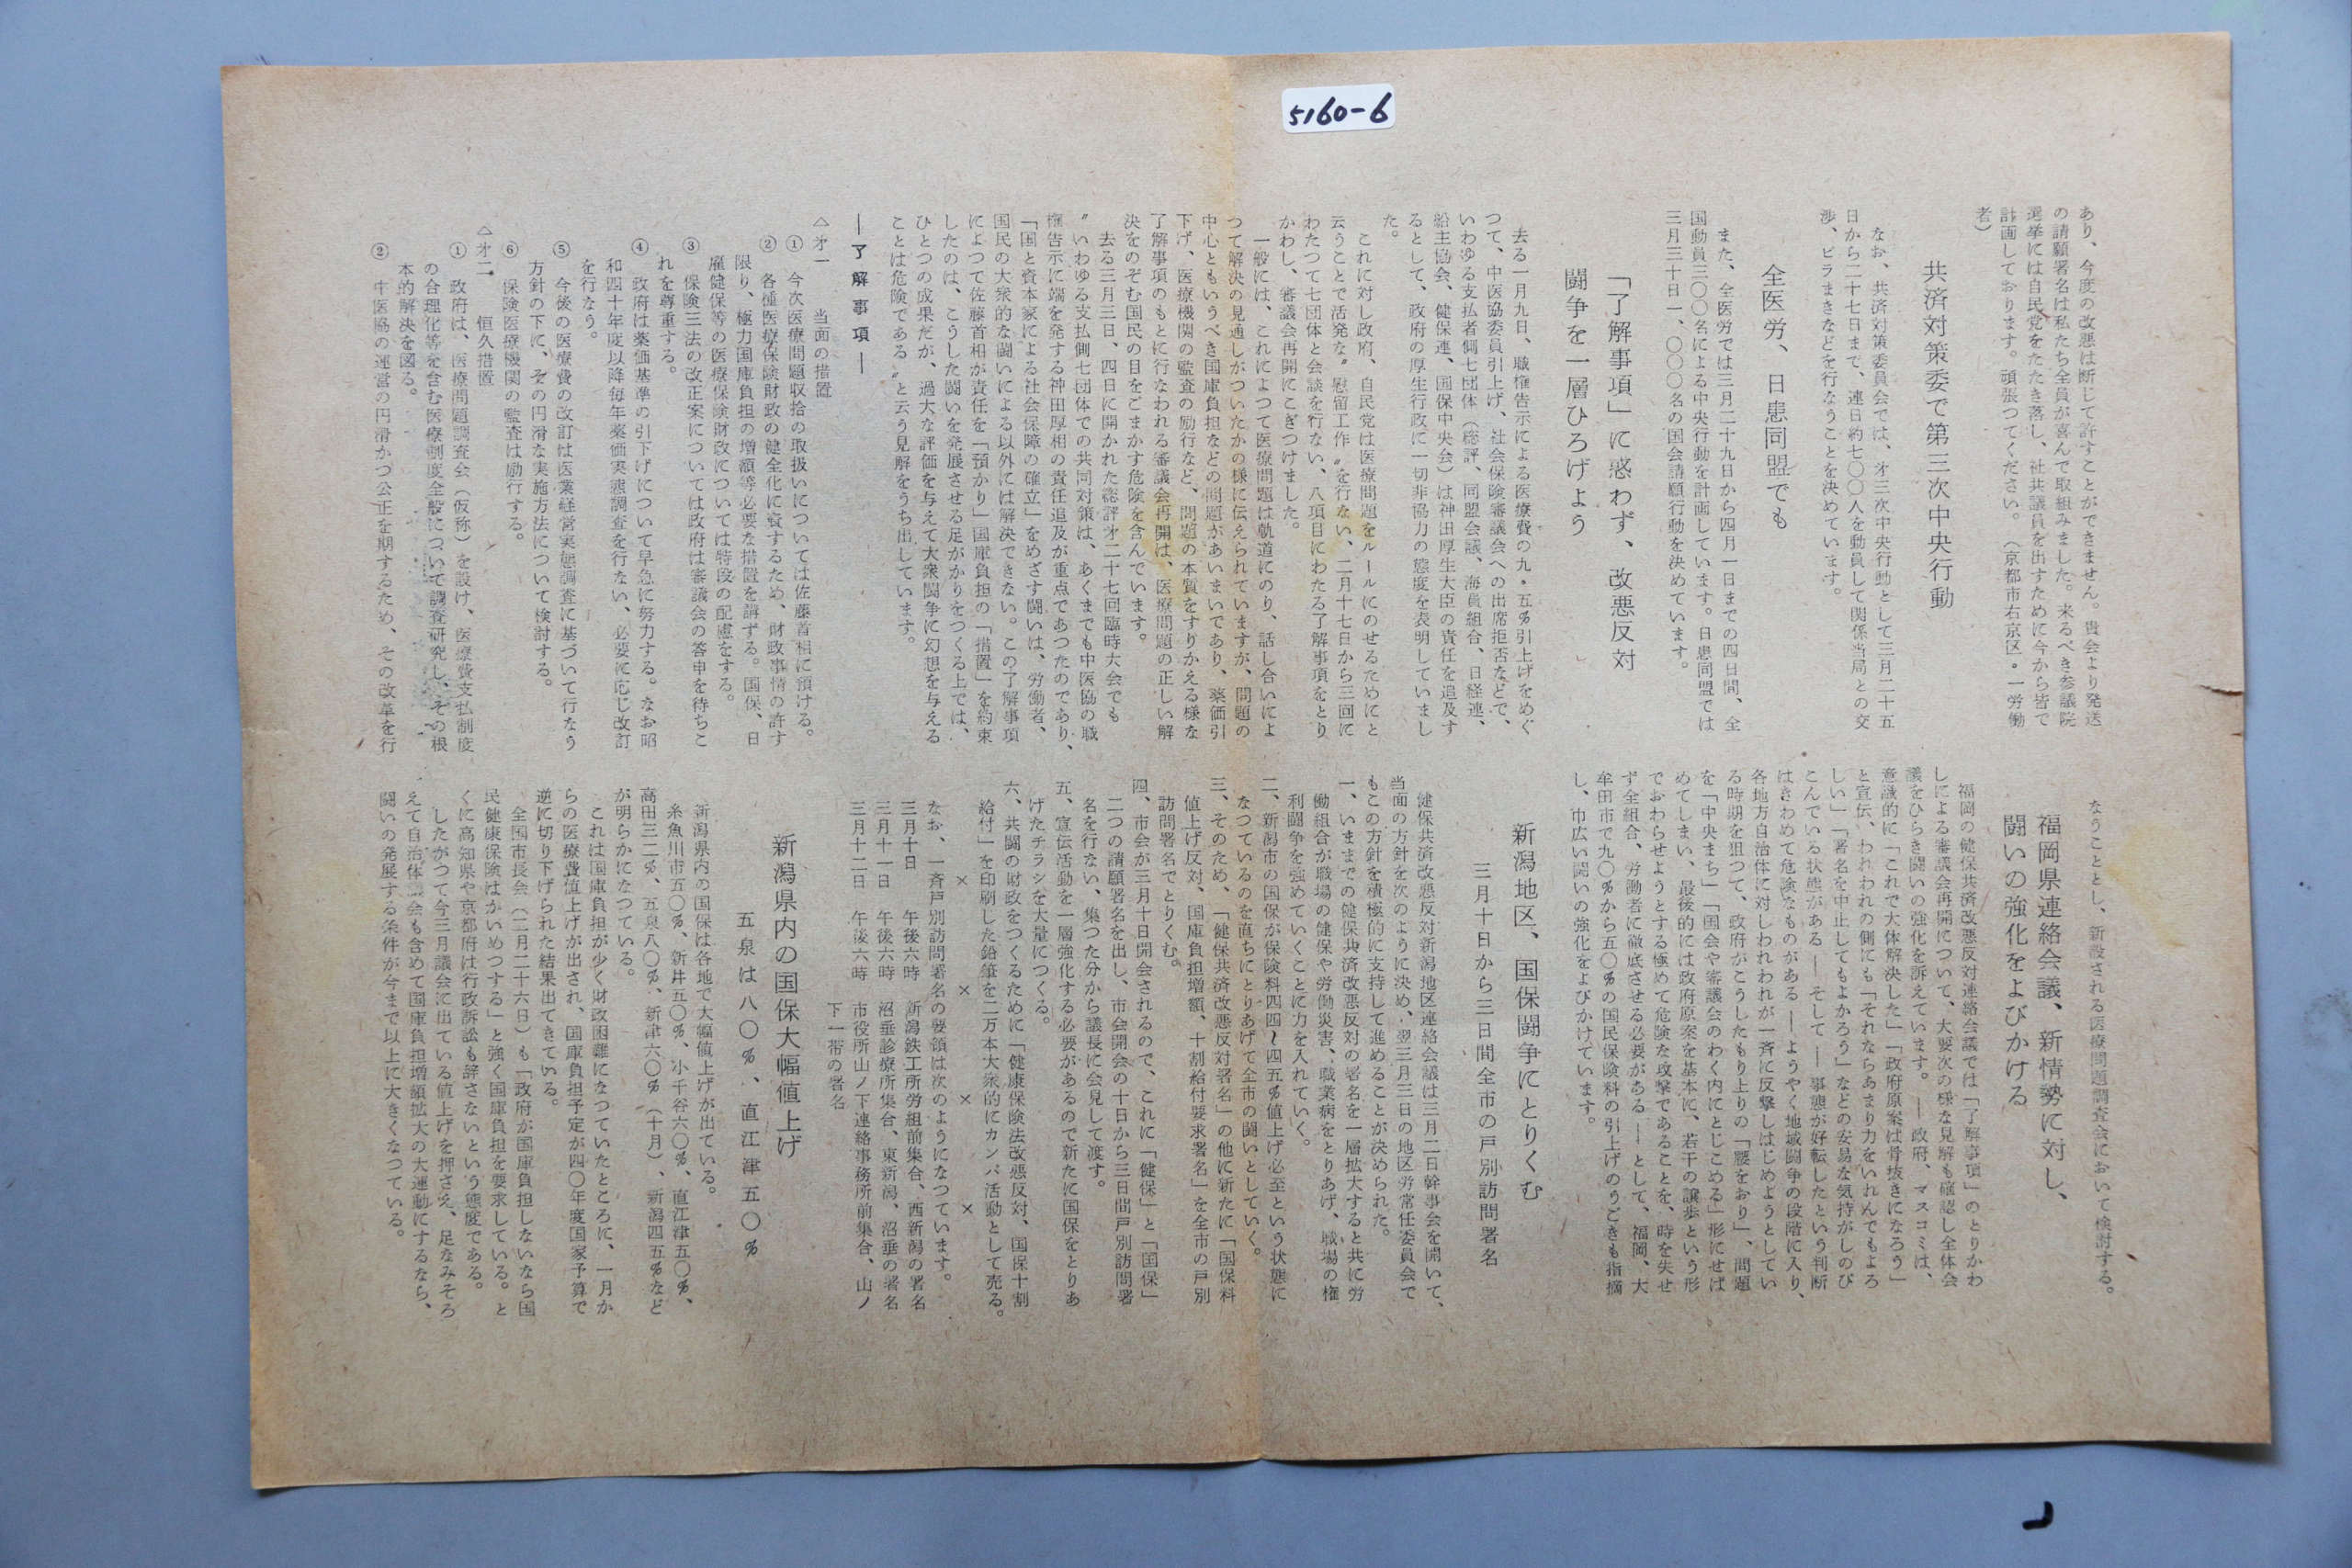 5160-6
あり、今度の改悪は断じて許すことができません。貴会より発送
の請願署名は私たち全員が喜んで取組みました。来るべき参議院
選挙には自民党をたたき落し、社共議員を出すために今から皆で
計画しております。頑張つてください。（京都市右京区・一労働
者）
共済対策委で第三次中央行動
なお、共済対策委員会では、才三次中央行動として三月二十五
日から二十七日まで、連日約七〇〇人を動員して関係当局との交
渉、ビラまきなどを行なうことを決めています。
全医労、日患同盟でも
また、全医労では三月二十九日から四月一日までの四日間、全
国動員三〇〇名による中央行動を計画しています。日患同盟では
三月三十日一、〇〇〇名の国会請願行動を決めています。
「了解事項」に惑わず、改悪反対
闘争を一層ひろげよう
去る一月九日、職権告示による医療費の九・五％引上げをめぐ
つて、中医協委員引上げ、社会保険審議会への出席拒否などで、
いわゆる支払者側七団体（総評、同盟会議、海員組合、日経連、
船主協会、健保連、国保中央会）は神田厚生大臣の責任を追及す
るとして、政府の厚生行政に一切非協力の態度を表明していまし
た。
これに対し政府、自民党は医療問題をルールにのせるためにと
云うことで活発な〝慰留工作〟を行ない、二月十七日から三回に
わたつて七団体と会談を行ない、八項目にわたる了解事項をとり
かわし、審議会再開にこぎつけました。
一般には、これによつて医療問題は軌道にのり、話し合いによ
つて解決の見通しがついたかの様に伝えられていますが、問題の
中心ともいうべき国庫負担などの問題があいまいであり、薬価引
下げ、医療機関の監査の励行など、問題の本質をすりかえる様な
了解事項のもとに行なわれる審議会再開は、医療問題の正しい解
決をのぞむ国民の目をごまかす危険を含んでいます。
去る三月三日、四日に開かれた総評才二十七回臨時大会でも
〝いわゆる支払側七団体での共同対策は、あくまでも中医協の職
権告示に端を発する神田厚相の責任追及が重点であつたのであり、
「国と資本家による社会保障の確立」をめざす闘いは、労働者、
国民の大衆的な闘いによる以外には解決できない。この了解事項
によつて佐藤首相が責任を「預かり」国庫負担の「措置」を約束
したのは、こうした闘いを発展させる足がかりをつくる上では、
ひとつの成果だが、過大な評価を与えて大衆闘争に幻想を与える
ことは危険である〟と云う見解をうち出しています。
―了解事項―
△才一　当面の措置
①　今次医療問題収拾の取扱いについては佐藤首相に預ける。
②　各種医療保険財政の健全化に資するため、財政事情の許す
限り、極力国庫負担の増額等必要な措置を講ずる。国保、日
雇健保等の医療保険財政については特段の配慮をする。
③　保険三法の改正案については政府は審議会の答申を待ちこ
れを尊重する。
④　政府は薬価基準の引下げについて早急に努力する。なお昭
和四十年度以降毎年薬価実態調査を行ない、必要に応じ改訂
を行なう。
⑤　今後の医療費の改訂は医業経営実態調査に基づいて行なう
方針の下に、その円滑な実施方法について検討する。
⑥　保険医療機関の監査は励行する。
△才二　恒久措置
①　政府は、医療問題調査会（仮称）を設け、医療費支払制度
の合理化等を含む医療制度全般について調査研究し、その根
本的解決を図る。
②　中医協の運営の円滑かつ公正を期するため、その改革を行
なうこととし、新設される医療問題調査会において検討する。
福岡県連絡会議、新情勢に対し、
闘いの強化をよびかける
福岡の健保共済改悪反対連絡会議では「了解事項」のとりかわ
しによる審議会再開について、大要次の様な見解も確認し全体会
議をひらき闘いの強化を訴えています。―政府、マスコミは、
意識的に「これで大体解決した」「政府原案は骨抜きになろう」
と宣伝、われわれの側にも「それならあまり力をいれんでもよろ
しい」「署名を中止してもよかろう」などの安易な気持がしのび
こんでいる状態がある―そして―事態が好転したという判断
はきわめて危険なものがある―ようやく地域闘争の段階に入り、
各地方自治体に対しわれわれが一斉に反撃しはじめようとしてい
る時期を狙つて、政府がこうしたもり上りの「腰をおり」、問題
を「中央まち」「国会や審議会のわく内にとじこめる」形にせば
めてしまい、最後的には政府原案を基本に、若干の譲歩という形
でおわらせようとする極めて危険な攻撃であることを、時を失せ
ず全組合、労働者に徹底させる必要がある―として、福岡、大
牟田市で九〇％から五〇％の国民保険料の引上げのうごきも指摘
し、巾広い闘いの強化をよびかけています。
新潟地区、国保闘争にとりくむ
三月十日から三日間全市の戸別訪問署名
健保共済改悪反対新潟地区連絡会議は三月二日幹事会を開いて、
当面の方針を次のように決め、翌三月三日の地区労常任委員会で
もこの方針を積極的に支持して進めることが決められた。
一、いままでの健保共済改悪反対の署名を一層拡大すると共に労
働組合が職場の健保や労働災害、職業病をとりあげ、職場の権
利闘争を強めていくことに力を入れていく。
二、新潟市の国保が保険料四四～四五％値上げ必至という状態に
なつているのを直ちにとりあげて全市の闘いとしていく。
三、そのため、「健保共済改悪反対署名」の他に新たに「国保料
値上げ反対、国庫負担増額、十割給付要求署名」を全市の戸別
訪問署名でとりくむ。
四、市会が三月十日開会されるので、これに「健保」と「国保」
二つの請願署名を出し、市会開会の十日から三日間戸別訪問署
名を行ない、集つた分から議長に会見して渡す。
五、宣伝活動を一層強化する必要があるので新たに国保をとりあ
げたチラシを大量につくる。
六、共闘の財政をつくるために「健康保険法改悪反対、国保十割
給付」を印刷した鉛筆を二万本大衆的にカンパ活動として売る。
×　×　×　×
なお、一斉戸別訪問署名の要領は次のようになつています。
三月十日　午後六時　新潟鉄工所労組前集合、西新潟の署名
三月十一日　午後六時　沼垂診療所集合、東新潟、沼垂の署名
三月十二日　午後六時　市役所山ノ下連絡事務所前集合、山ノ
下一帯の署名
新潟県内の国保大幅値上げ
五泉は八〇％、直江津五〇％
新潟県内の国保は各地で大幅値上げが出ている。
糸魚川市五〇％、新井五〇％、小千谷六〇％、直江津五〇％、
高田三二％、五泉八〇％、新津六〇％（十月）、新潟四五％など
が明らかになつている。
これは国庫負担が少く財政困難になつていたところに、一月か
らの医療費値上げが出され、国庫負担予定が四〇年度国家予算で
逆に切り下げられた結果出てきている。
全国市長会（二月二十六日）も「政府が国庫負担しないなら国
民健康保険はかいめつする」と強く国庫負担を要求している。と
くに高知県や京都府は行政訴訟も辞さないという態度である。
したがつて今三月議会に出ている値上げを押さえ、足なみそろ
えて自治体議会も含めて国庫負担増額拡大の大運動にするなら、
闘いの発展する条件が今まで以上に大きくなつている。